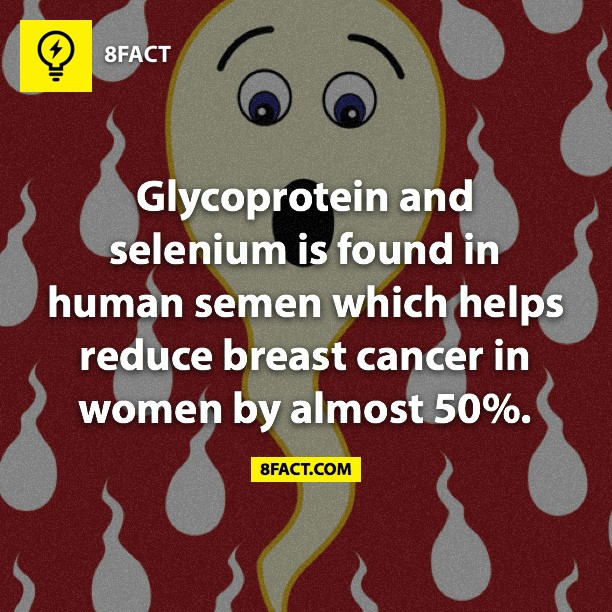 8FACT
Glycoprotein and
selenium is found in
human semen which helps
reduce breast cancer in
women by almost 50%.
8FACT.COM